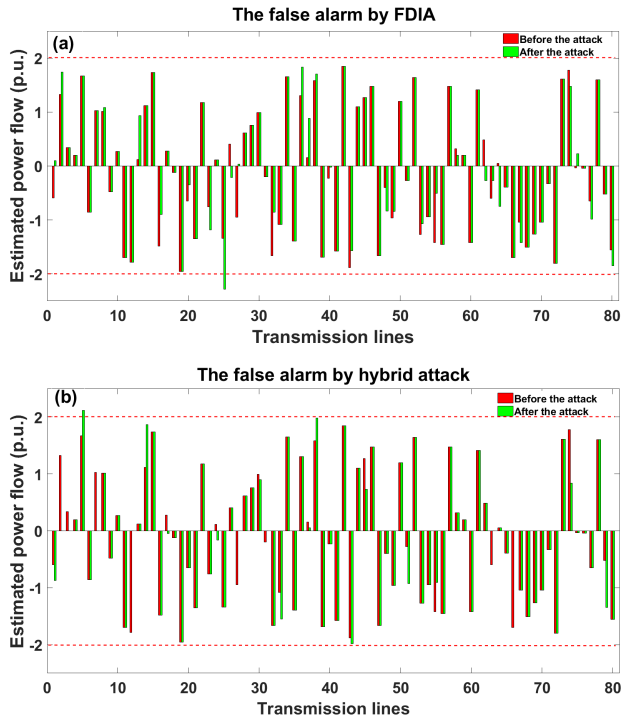 The false alarm by FDIA
(a)
Before the attack
After the attack
Estimated power flow (p.u.)
2
1
0
-1
-2
0 10 20 30 40 50 60 70 80
Transmission lines
The false alarm by hybrid attack
(b)
Before the attack
After the attack
Estimated power flow (p.u.)
2
1
0
-1
-2
0 10 20 30 40 50 60 70 80
Transmission lines